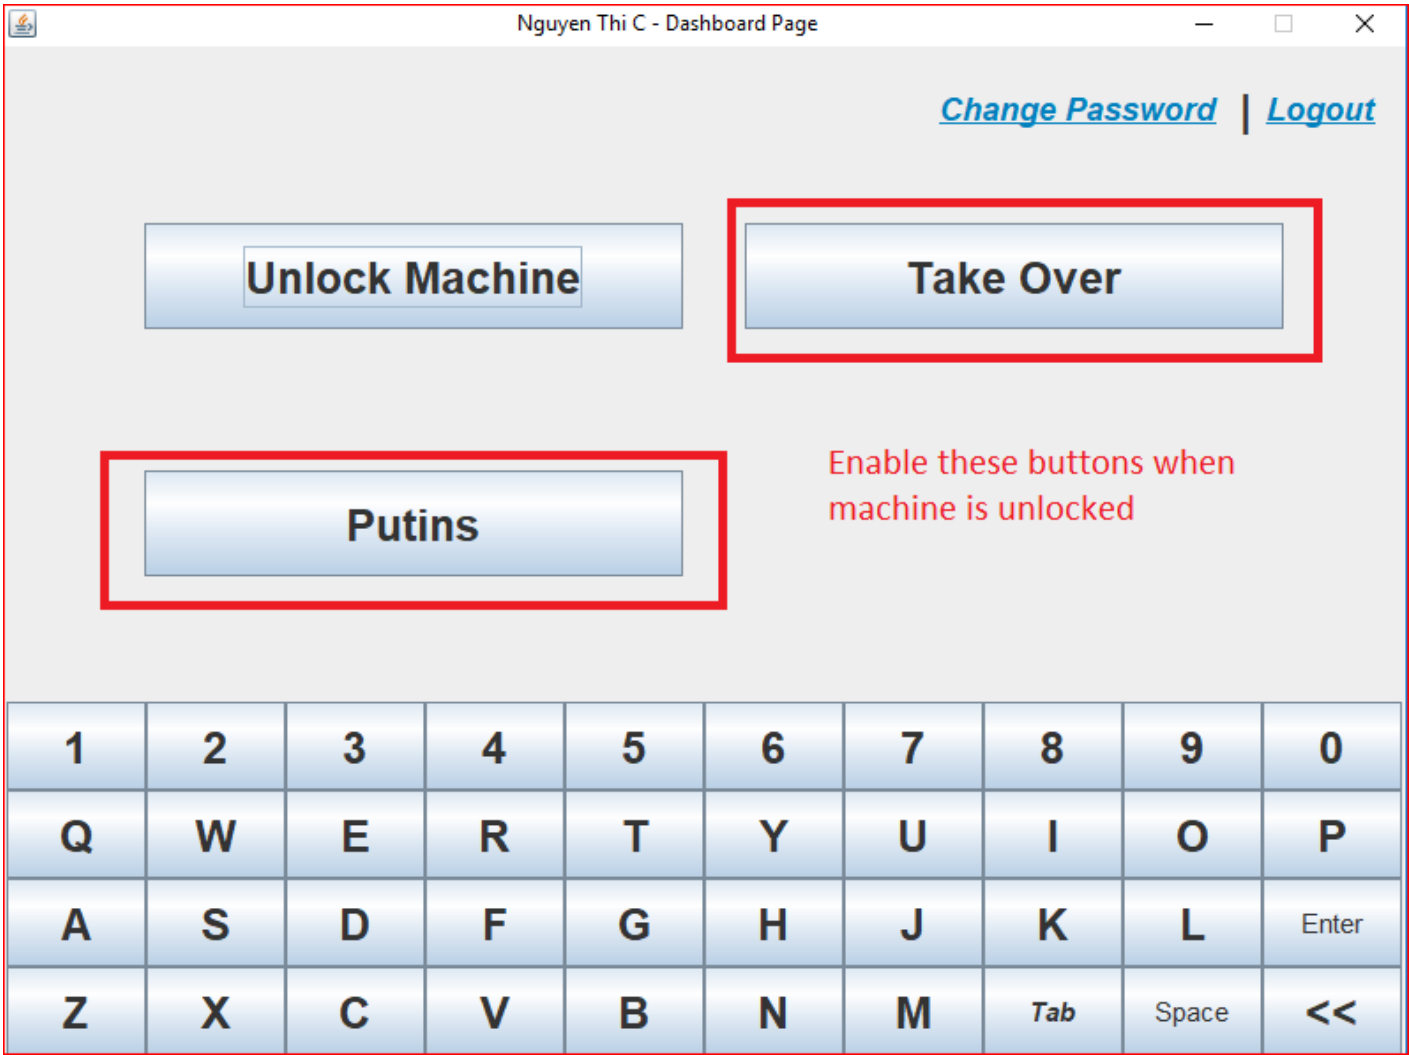 Nguyen Thi C - Dashboard Page
Change Password | Logout
Unlock Machine Take Over
Enable these buttons when
machine is unlocked
Putins
1 2 3 4 5 6 7 8 9 0
Q W E R T Y U I O P
A S D F G H J K L Enter
Z X C V B N M Tab Space <<